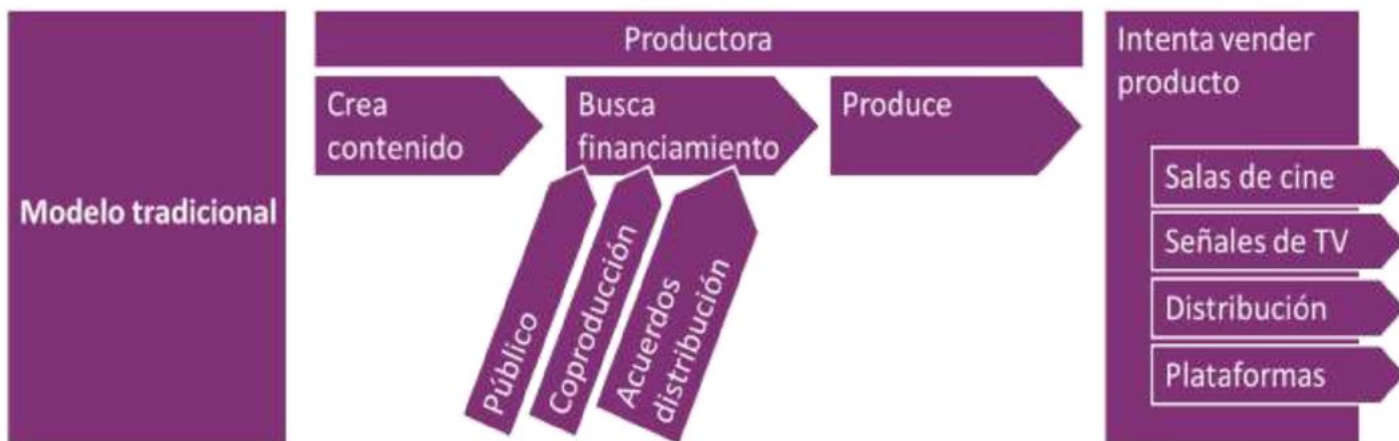 Modelo tradicional
Productora
Crea
contenido
Busca
financiamiento
Produce
Público
Coproducción
Acuerdos
distribución
Intenta vender
producto
Salas de cine
Señales de TV
Distribución
Plataformas